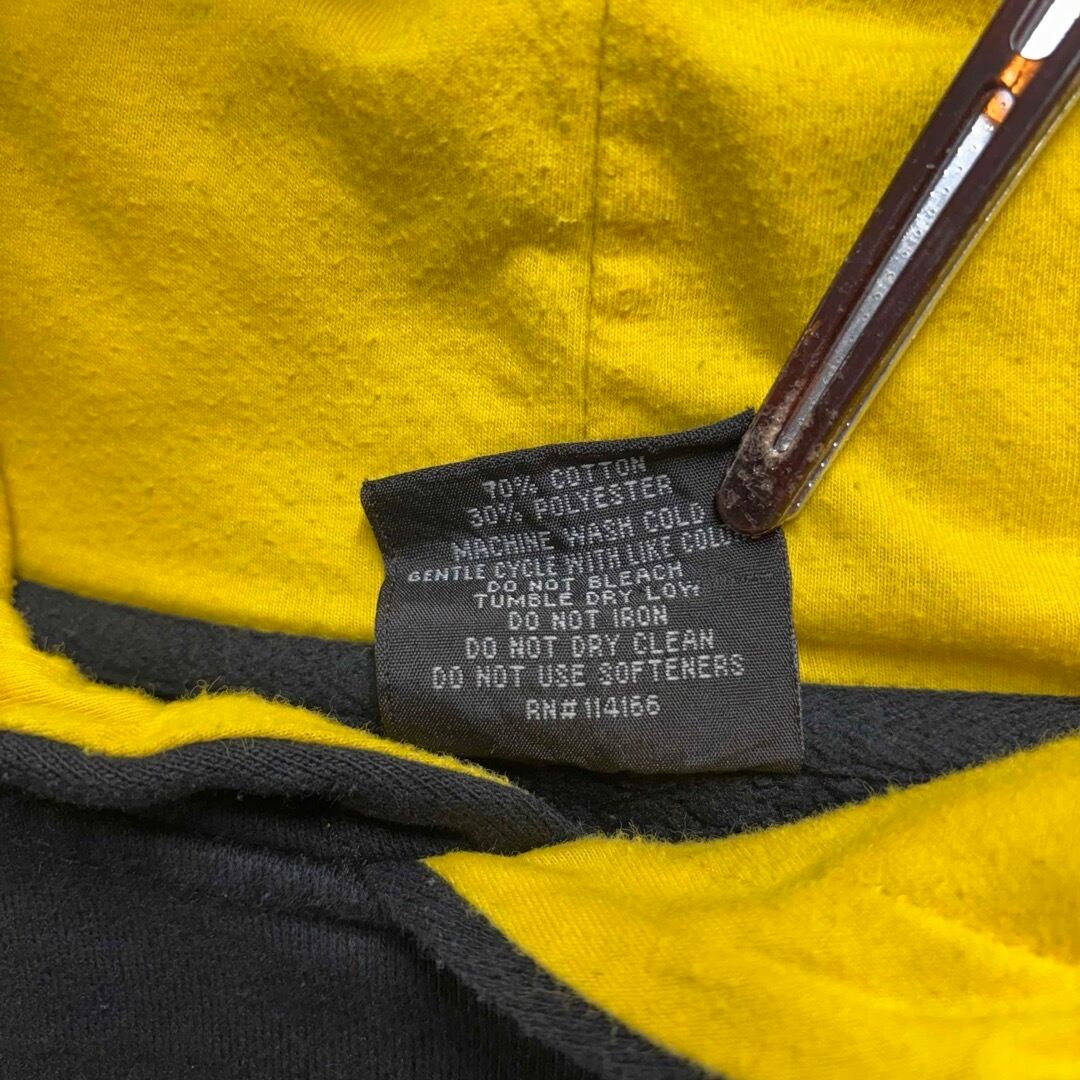 70% COTTON
30% POLYESTER
MACHINE WASH COLD
GENTLE CYCLE WITH LIKE COLO
DO NOT BLEACH
TUMBLE DRY LOW
DO NOT IRON
DO NOT DRY CLEAN
DO NOT USE SOFTENERS
RN# 114166